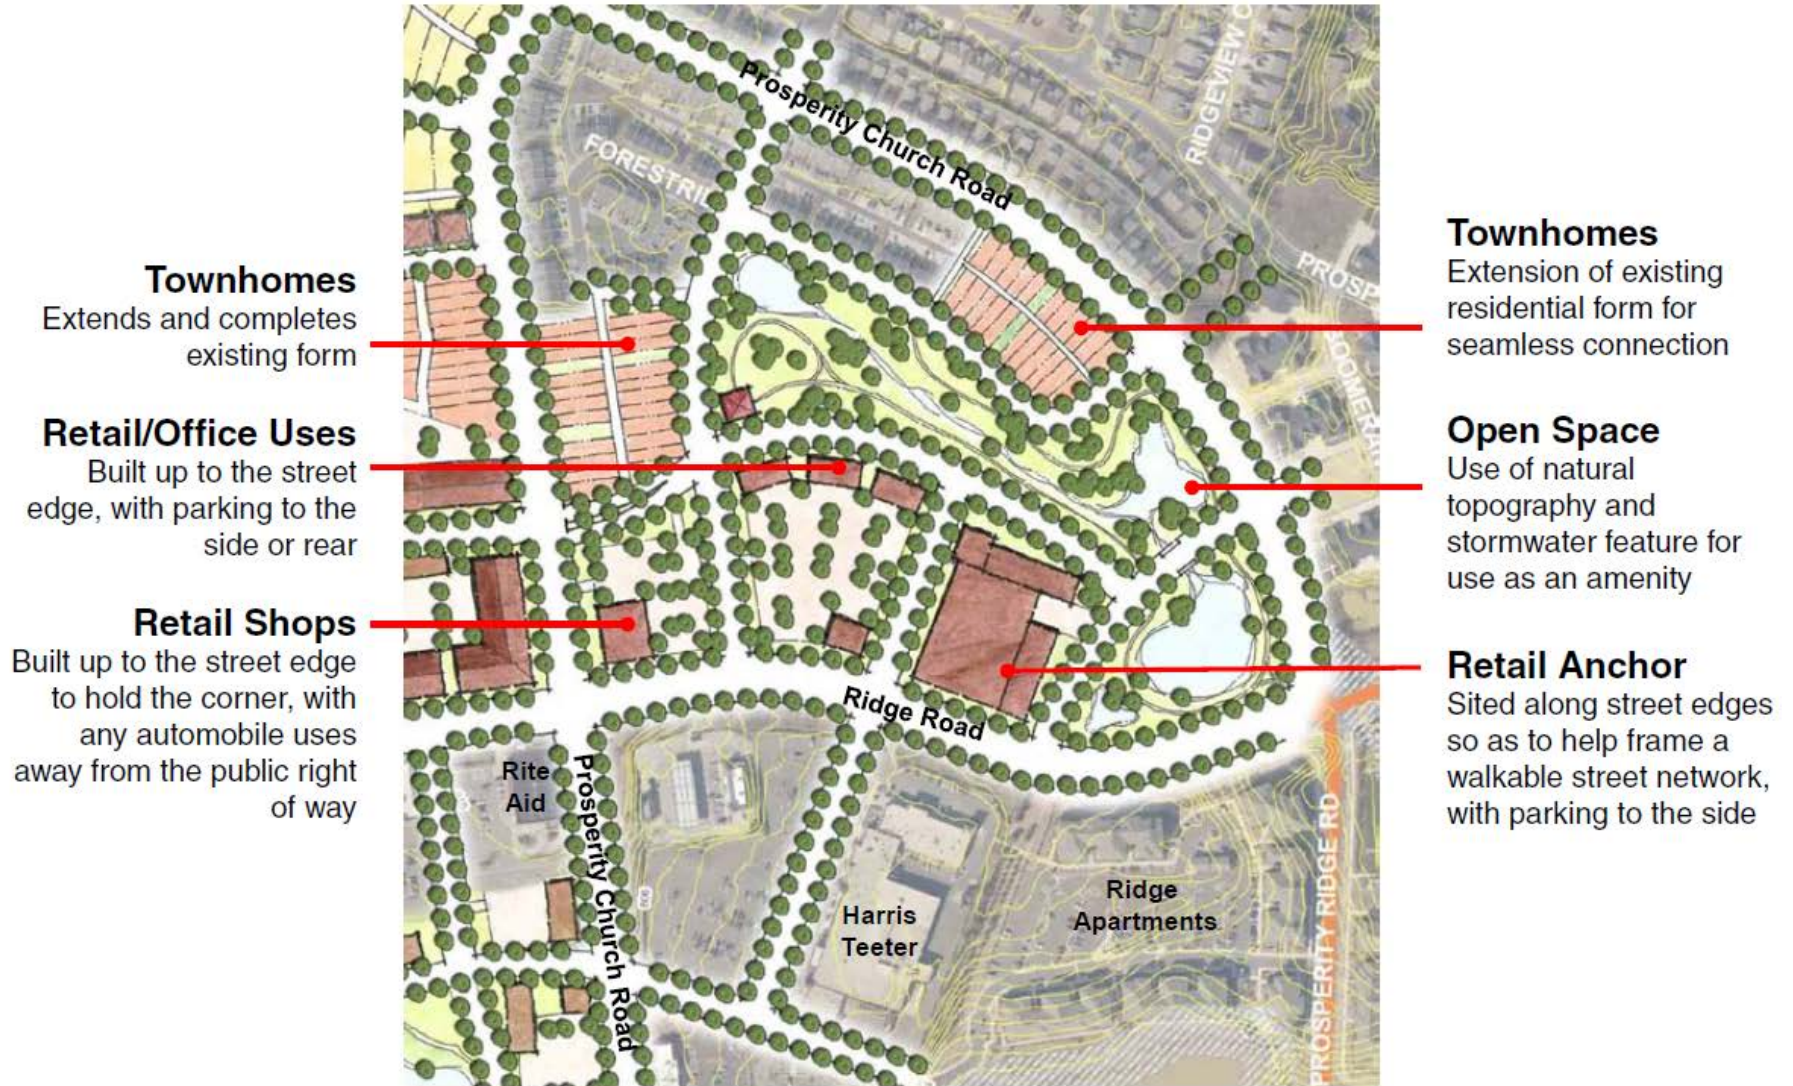 Townhomes
Extends and completes
existing form
Retail/Office Uses
Built up to the street
edge, with parking to the
side or rear
Retail Shops
Built up to the street edge
to hold the corner, with
any automobile uses
away from the public right
of way
Prosperity Church Road
RIDGEVIEW C
FORESTRIL
PROSP
BOOMERA
Ridge Road
Rite
Aid
Prosperity Church Road
Harris
Teeter
Ridge
Apartments
PROSPERITY RIDGE RD
Townhomes
Extension of existing
residential form for
seamless connection
Open Space
Use of natural
topography and
stormwater feature for
use as an amenity
Retail Anchor
Sited along street edges
so as to help frame a
walkable street network,
with parking to the side